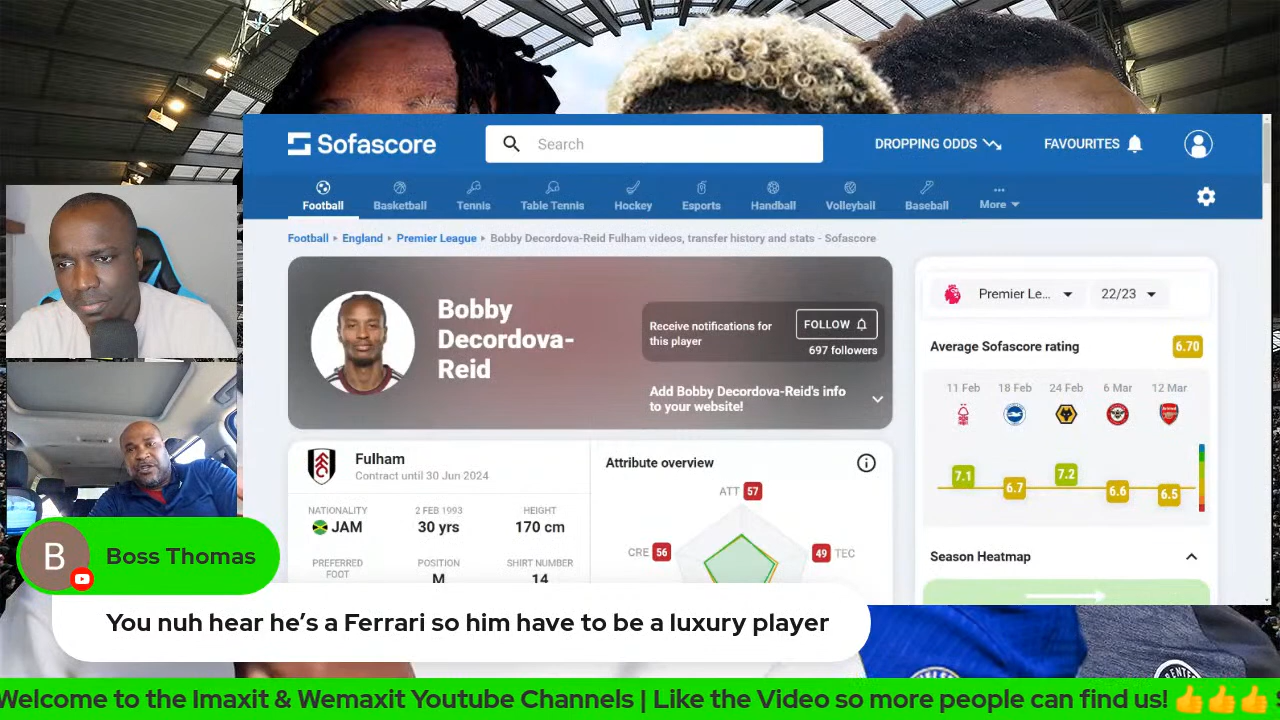 Sofascore
Search
DROPPING ODDS
FAVOURITES
Football
Basketball
Tennis
Table Tennis
Hockey
Esports
Handball
Volleyball
Baseball
More
Football
England
Premier League
Bobby Decordova-Reid Fulham videos, transfer history and stats - Sofascore
Bobby
Decordova-
Reid
Receive notifications for
this player
FOLLOW
697 followers
Add Bobby Decordova-Reid's info
to your website!
Fulham
Contract until 30 Jun 2024
NATIONALITY
2 FEB 1993
HEIGHT
JAM
30 yrs
170 cm
PREFERRED
FOOT
POSITION
SHIRT NUMBER
M
14
Attribute overview
ATT 57
CRE 56
49 TEC
Premier Le...
22/23
Average Sofascore rating
6.70
11 Feb
18 Feb
24 Feb
6 Mar
12 Mar
7.1
6.7
7.2
6.6
6.5
Season Heatmap
B
Boss Thomas
You nuh hear he’s a Ferrari so him have to be a luxury player
Welcome to the Imaxit & Wemaxit Youtube Channels | Like the Video so more people can find us! 👍👍👍